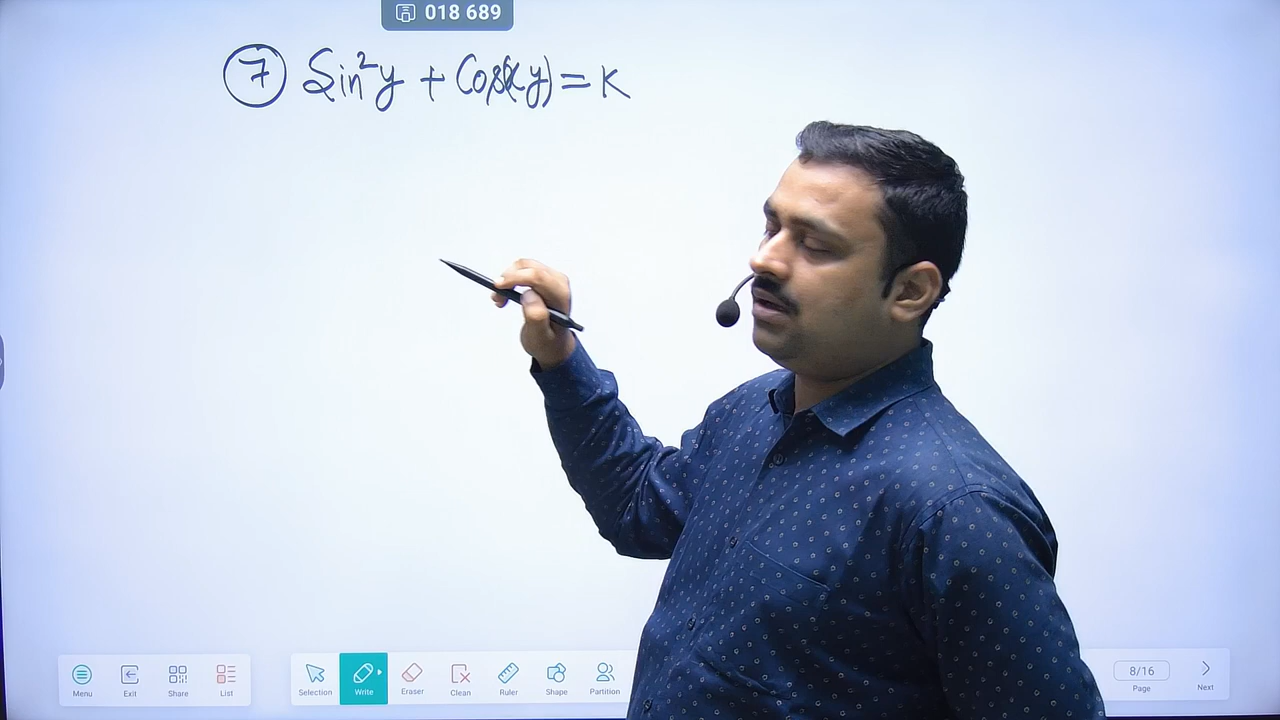 018 689
⑦ Sin²y + Cos(xy) = K
Menu Exit Share List Selection Write Eraser Clean Ruler Shape Partition 8/16 Page Next